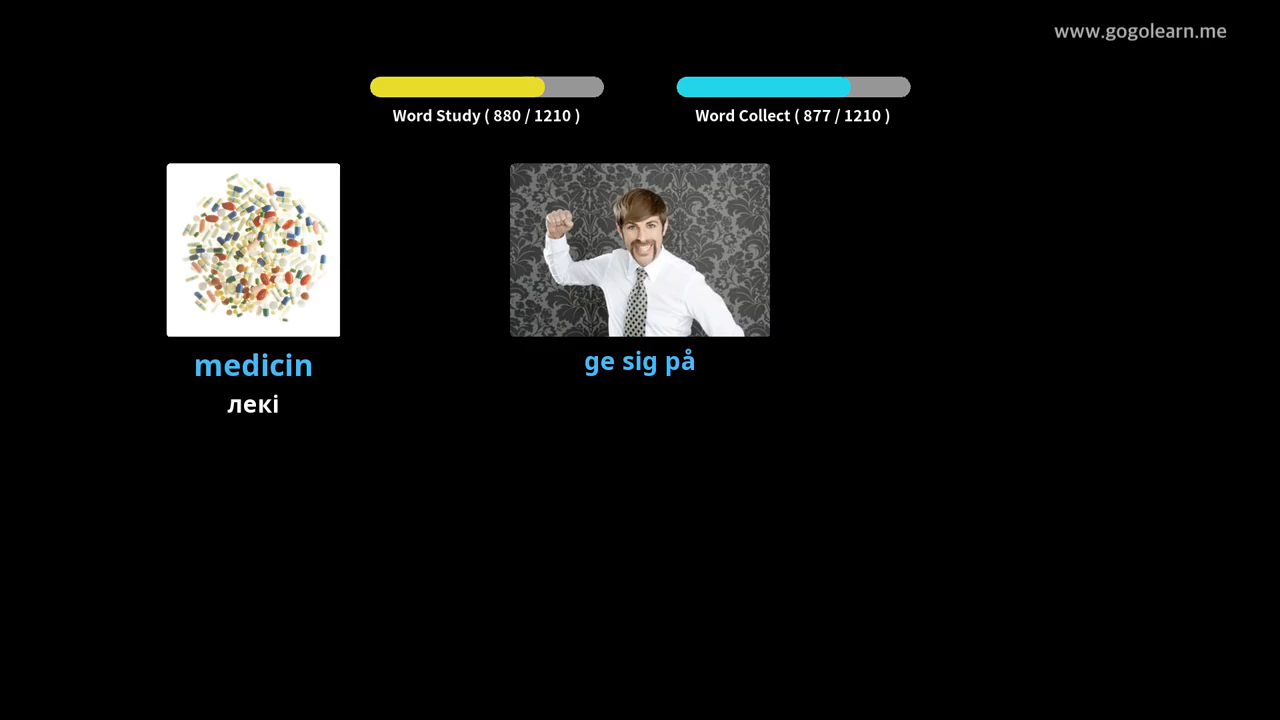 www.gogolearn.me
Word Study ( 880 / 1210 )
Word Collect ( 877 / 1210 )
medicin
лекі
ge sig på